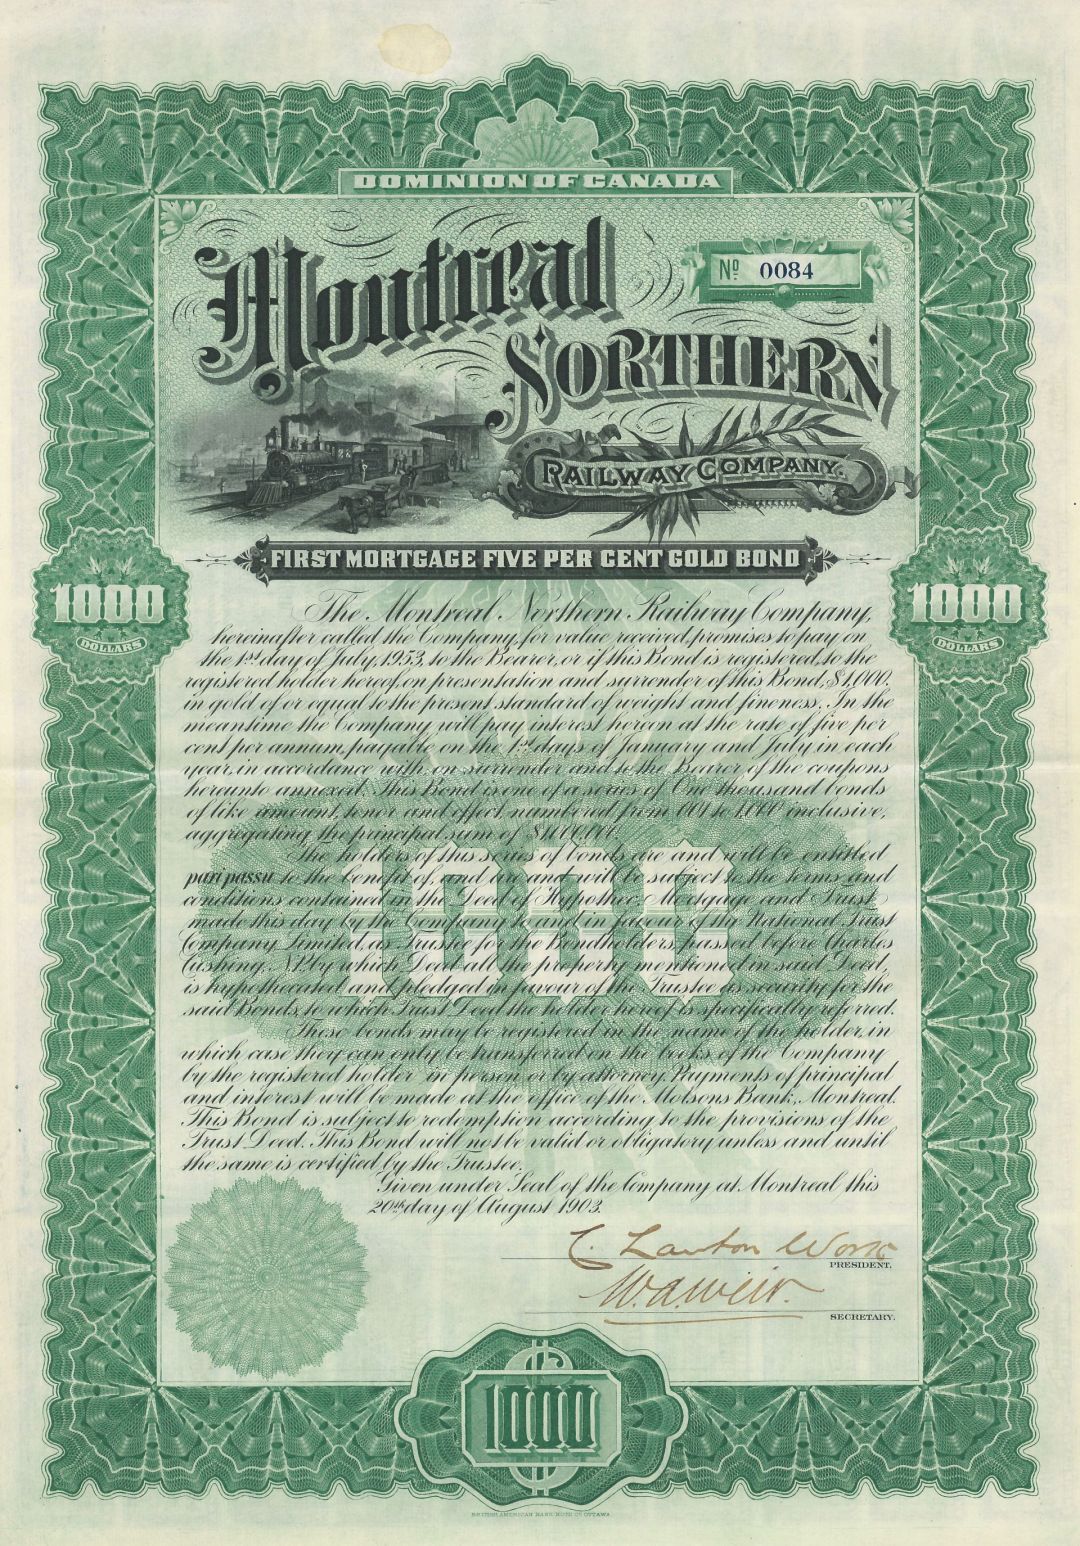 DOMINION OF CANADA
Montreal
Nº 0084
NORTHERN
RAILWAY COMPANY.
FIRST MORTGAGE FIVE PER CENT GOLD BOND
1000 1000
DOLLARS DOLLARS
The Montreal Northern Railway Company,
hereinafter called the Company, for value received, promises to pay on
the 1st day of July, 1953, to the Bearer, or if this Bond is registered, to the
registered holder hereof, on presentation and surrender of this Bond, $1,000.
in gold of or equal to the present standard of weight and fineness. In the
meantime the Company will pay interest hereon at the rate of five per
cent per annum, payable on the 1st days of January and July, in each
year, in accordance with, on surrender and to the Bearer, of the coupons
hereunto annexed. This Bond is one of a series of One thousand bonds
of like amount, tenor and effect, numbered from 001 to 1,000 inclusive,
aggregating the principal sum of $1,000,000.
The holders of this series of bonds are and will be entitled
pari passu to the benefit of, and are and will be subject to the terms and
conditions contained in the Deed of Hypothec Mortgage and Trust
made this day by the Company to and in favour of the National Trust
Company, Limited, as Trustee for the Bondholders, passed before Charles
Cushing, N.P. by which Deed all the property mentioned in said Deed,
is hypothecated and pledged in favour of the Trustee as security for the
said Bonds, to which Trust Deed the holder hereof is specifically referred.
These bonds may be registered in the name of the holder, in
which case they can only be transferred on the books of the Company
by the registered holder in person or by attorney. Payments of principal
and interest will be made at the office of the Molsons Bank, Montreal.
This Bond is subject to redemption according to the provisions of the
Trust Deed. This Bond will not be valid or obligatory unless and until
the same is certified by the Trustee.
Given under Seal of the Company at Montreal this
20th day of August 1903.
1000
C. Lawton Work
PRESIDENT.
W.A. Weir.
SECRETARY.
$
1000
BRITISH AMERICAN BANK NOTE CO OTTAWA